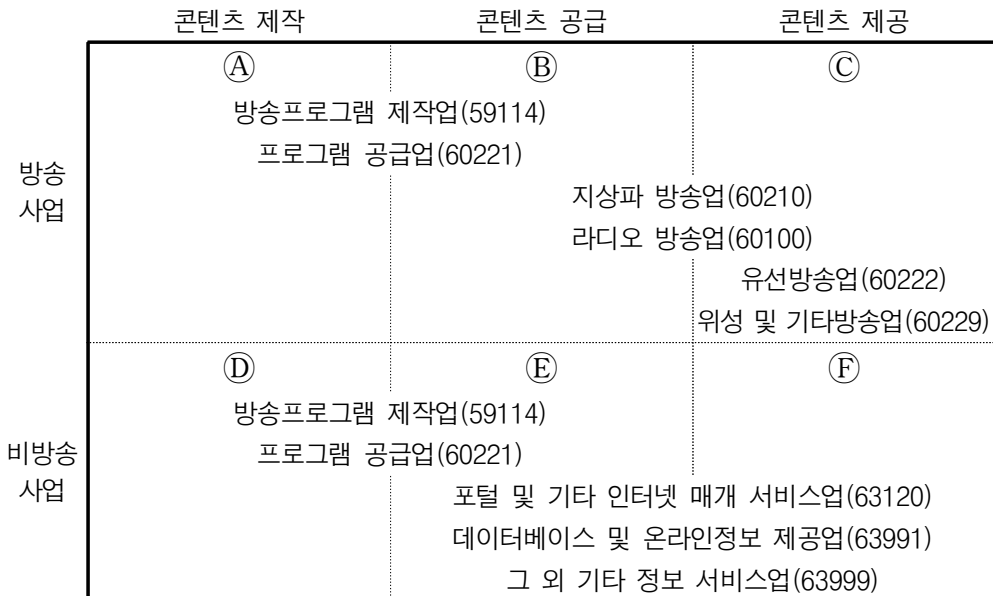 콘텐츠 제작 콘텐츠 공급 콘텐츠 제공
Ⓐ Ⓑ Ⓒ
방송프로그램 제작업(59114)
프로그램 공급업(60221)
방송
사업
지상파 방송업(60210)
라디오 방송업(60100)
유선방송업(60222)
위성 및 기타방송업(60229)
Ⓓ Ⓔ Ⓕ
방송프로그램 제작업(59114)
프로그램 공급업(60221)
비방송
사업
포털 및 기타 인터넷 매개 서비스업(63120)
데이터베이스 및 온라인정보 제공업(63991)
그 외 기타 정보 서비스업(63999)